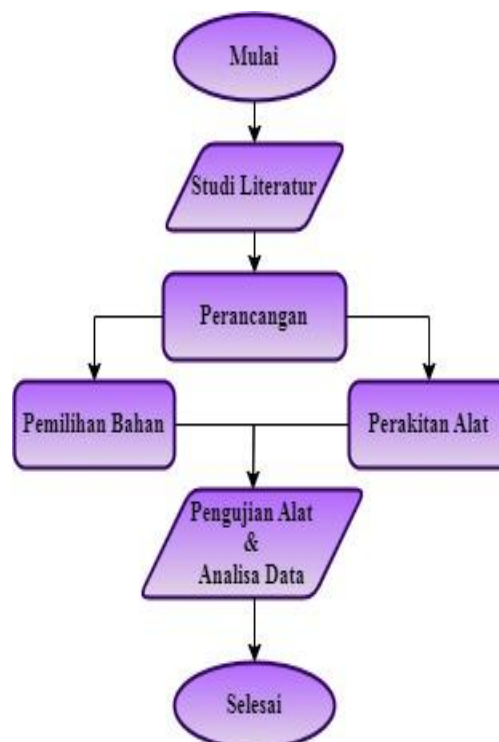 Mulai
Studi Literatur
Perancangan
Pemilihan Bahan
Perakitan Alat
Pengujian Alat
&
Analisa Data
Selesai